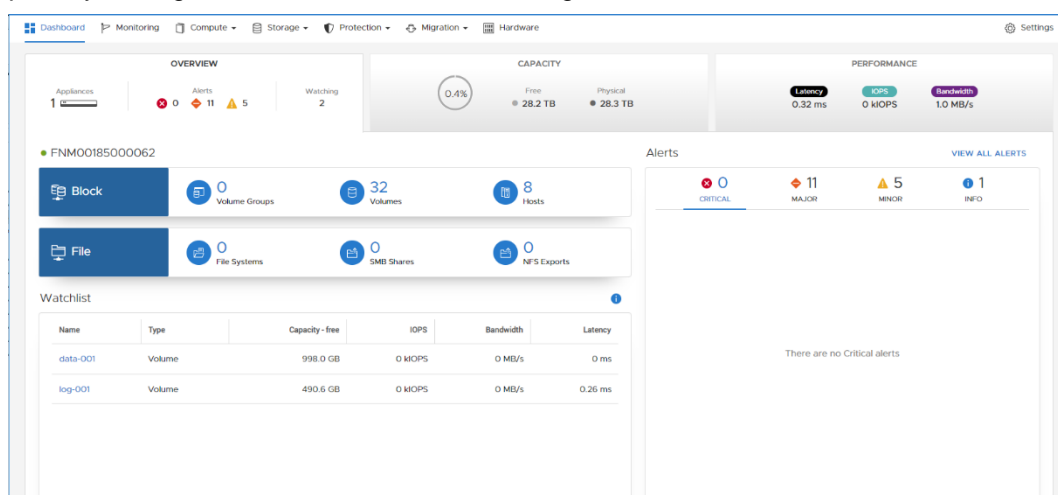 Dashboard Monitoring Compute Storage Protection Migration Hardware Settings
OVERVIEW CAPACITY PERFORMANCE
Appliances Alerts Watching Free Physical Latency IOPS Bandwidth
1 0 11 5 2 0.4% 28.2 TB 28.3 TB 0.32 ms 0 kIOPS 1.0 MB/s
FNM00185000062
Block
0 Volume Groups
32 Volumes
8 Hosts
File
0 File Systems
0 SMB Shares
0 NFS Exports
Watchlist
Name Type Capacity - free IOPS Bandwidth Latency
data-001 Volume 998.0 GB 0 kIOPS 0 MB/s 0 ms
log-001 Volume 490.6 GB 0 kIOPS 0 MB/s 0.26 ms
Alerts VIEW ALL ALERTS
0 11 5 1
CRITICAL MAJOR MINOR INFO
There are no Critical alerts